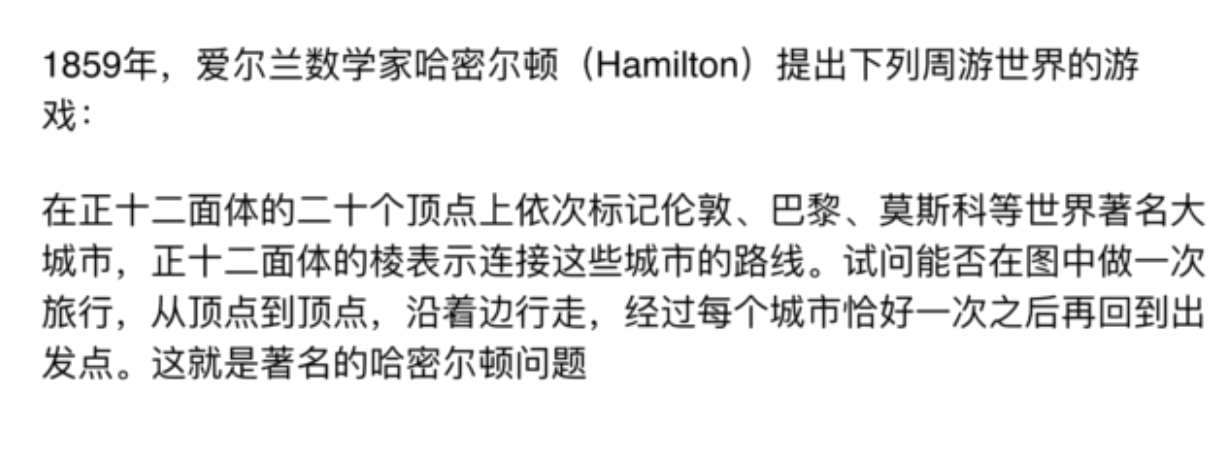 1859年，爱尔兰数学家哈密尔顿（Hamilton）提出下列周游世界的游
戏：
在正十二面体的二十个顶点上依次标记伦敦、巴黎、莫斯科等世界著名大
城市，正十二面体的棱表示连接这些城市的路线。试问能否在图中做一次
旅行，从顶点到顶点，沿着边行走，经过每个城市恰好一次之后再回到出
发点。这就是著名的哈密尔顿问题